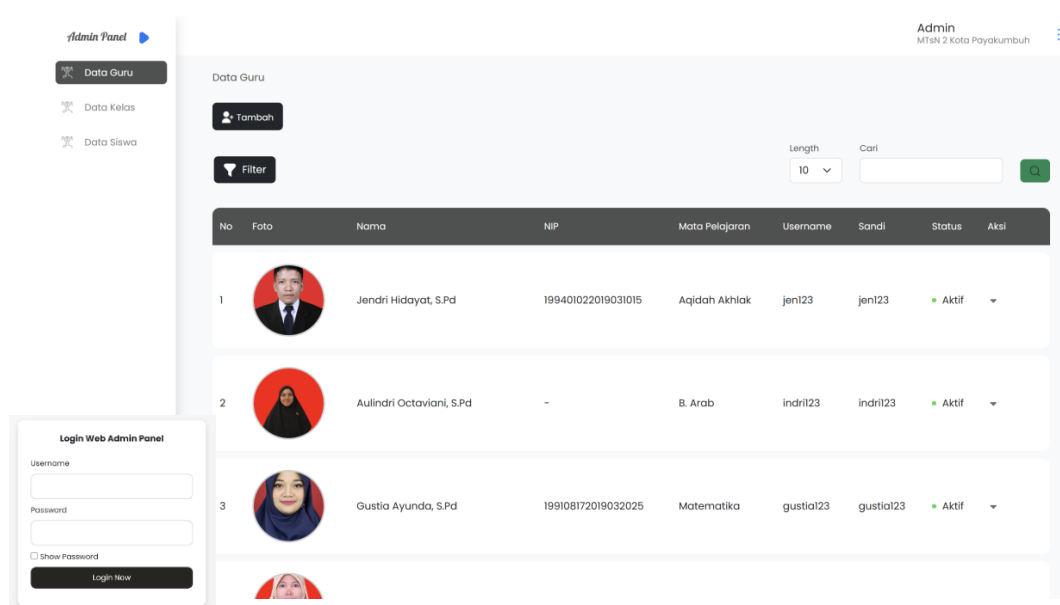 Admin Panel
Data Guru
Data Kelas
Data Siswa
Admin
MTsN 2 Kota Payakumbuh
Data Guru
Tambah
Filter
Length
10
Cari
No Foto Nama NIP Mata Pelajaran Username Sandi Status Aksi
1 Jendri Hidayat, S.Pd 199401022019031015 Aqidah Akhlak jen123 jen123 Aktif
2 Aulindri Octaviani, S.Pd - B. Arab indri123 indri123 Aktif
3 Gustia Ayunda, S.Pd 199108172019032025 Matematika gustia123 gustia123 Aktif
Login Web Admin Panel
Username
Password
Show Password
Login Now